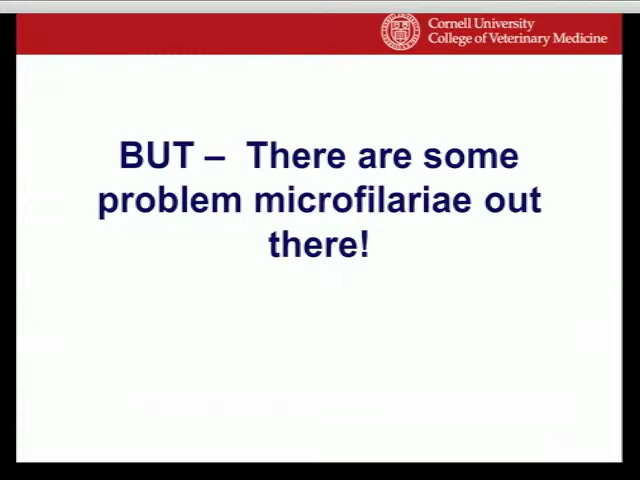 Cornell University
College of Veterinary Medicine
BUT – There are some
problem microfilariae out
there!